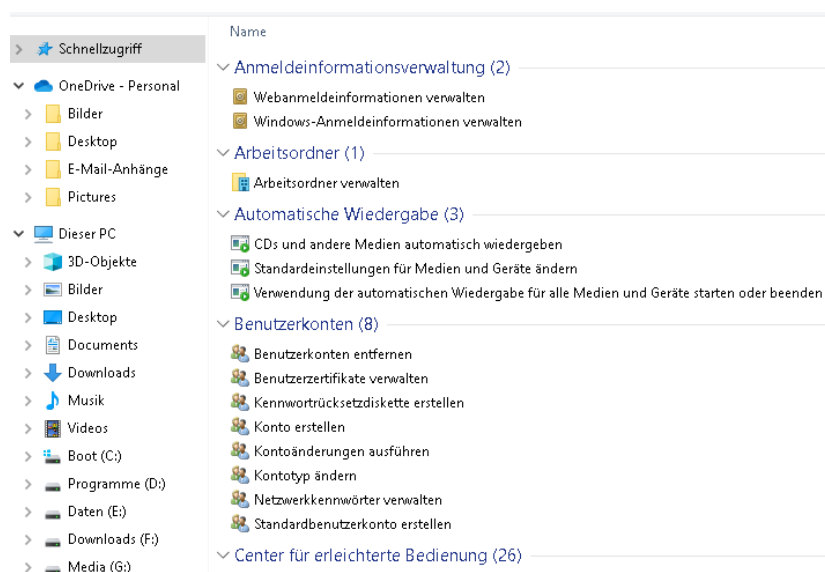 Name
Schnellzugriff
OneDrive - Personal
Bilder
Desktop
E-Mail-Anhänge
Pictures
Dieser PC
3D-Objekte
Bilder
Desktop
Documents
Downloads
Musik
Videos
Boot (C:)
Programme (D:)
Daten (E:)
Downloads (F:)
Media (G:)
Anmeldeinformationsverwaltung (2)
Webanmeldeinformationen verwalten
Windows-Anmeldeinformationen verwalten
Arbeitsordner (1)
Arbeitsordner verwalten
Automatische Wiedergabe (3)
CDs und andere Medien automatisch wiedergeben
Standardeinstellungen für Medien und Geräte ändern
Verwendung der automatischen Wiedergabe für alle Medien und Geräte starten oder beenden
Benutzerkonten (8)
Benutzerkonten entfernen
Benutzerzertifikate verwalten
Kennwortrücksetzdiskette erstellen
Konto erstellen
Kontoänderungen ausführen
Kontotyp ändern
Netzwerkkennwörter verwalten
Standardbenutzerkonto erstellen
Center für erleichterte Bedienung (26)